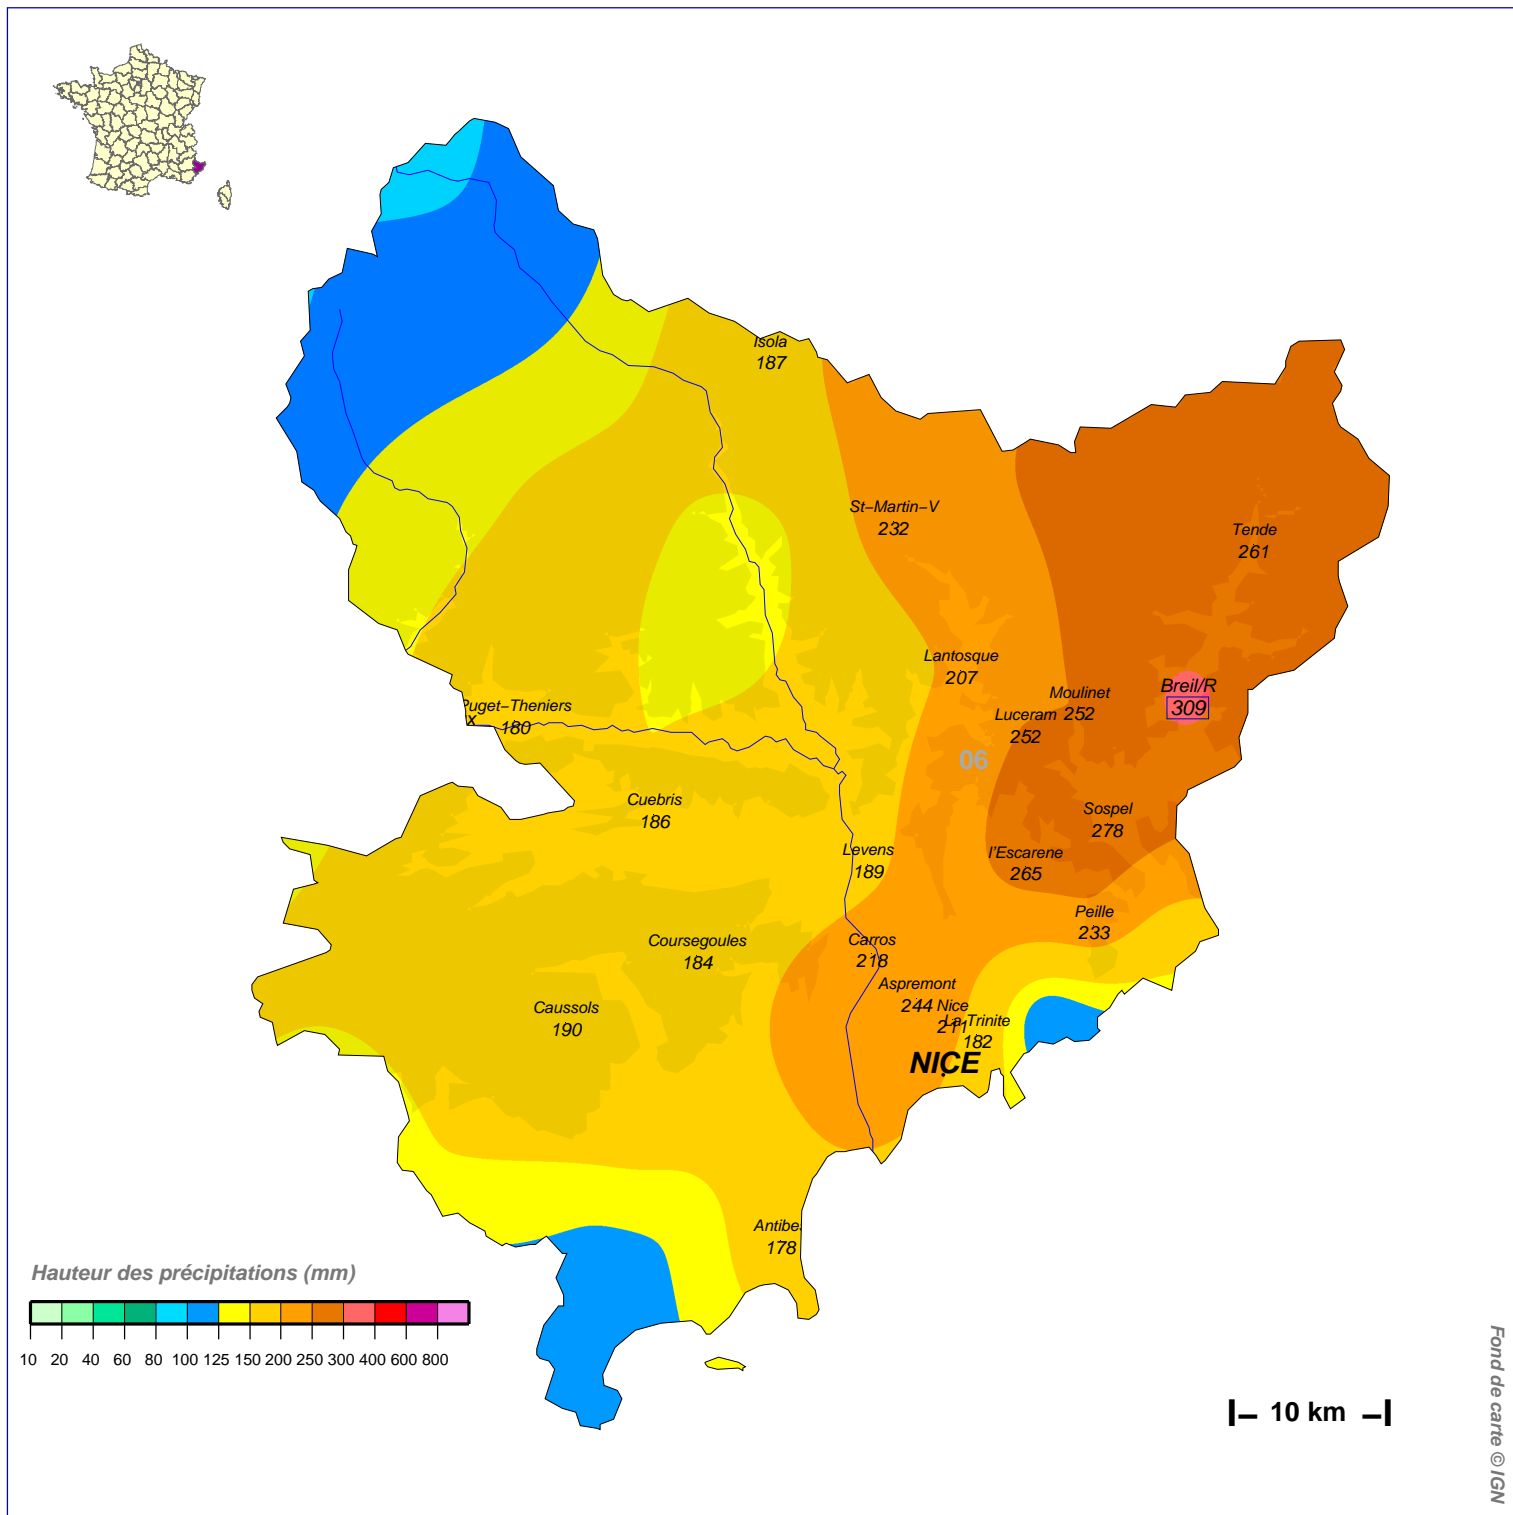 Isola
187
St-Martin-V
232
Tende
261
Lantosque
207
Moulinet
252
Breil/R
309
Puget-Theniers
x
180
Luceram
252
06
Cuebris
186
Sospel
278
Levens
189
l'Escarene
265
Peille
233
Coursegoules
184
Carros
218
Aspremont
244
Nice
211
La Trinite
182
Caussols
190
NICE
Antibes
178
Hauteur des précipitations (mm)
10 20 40 60 80 100 125 150 200 250 300 400 600 800
10 km
Fond de carte © IGN